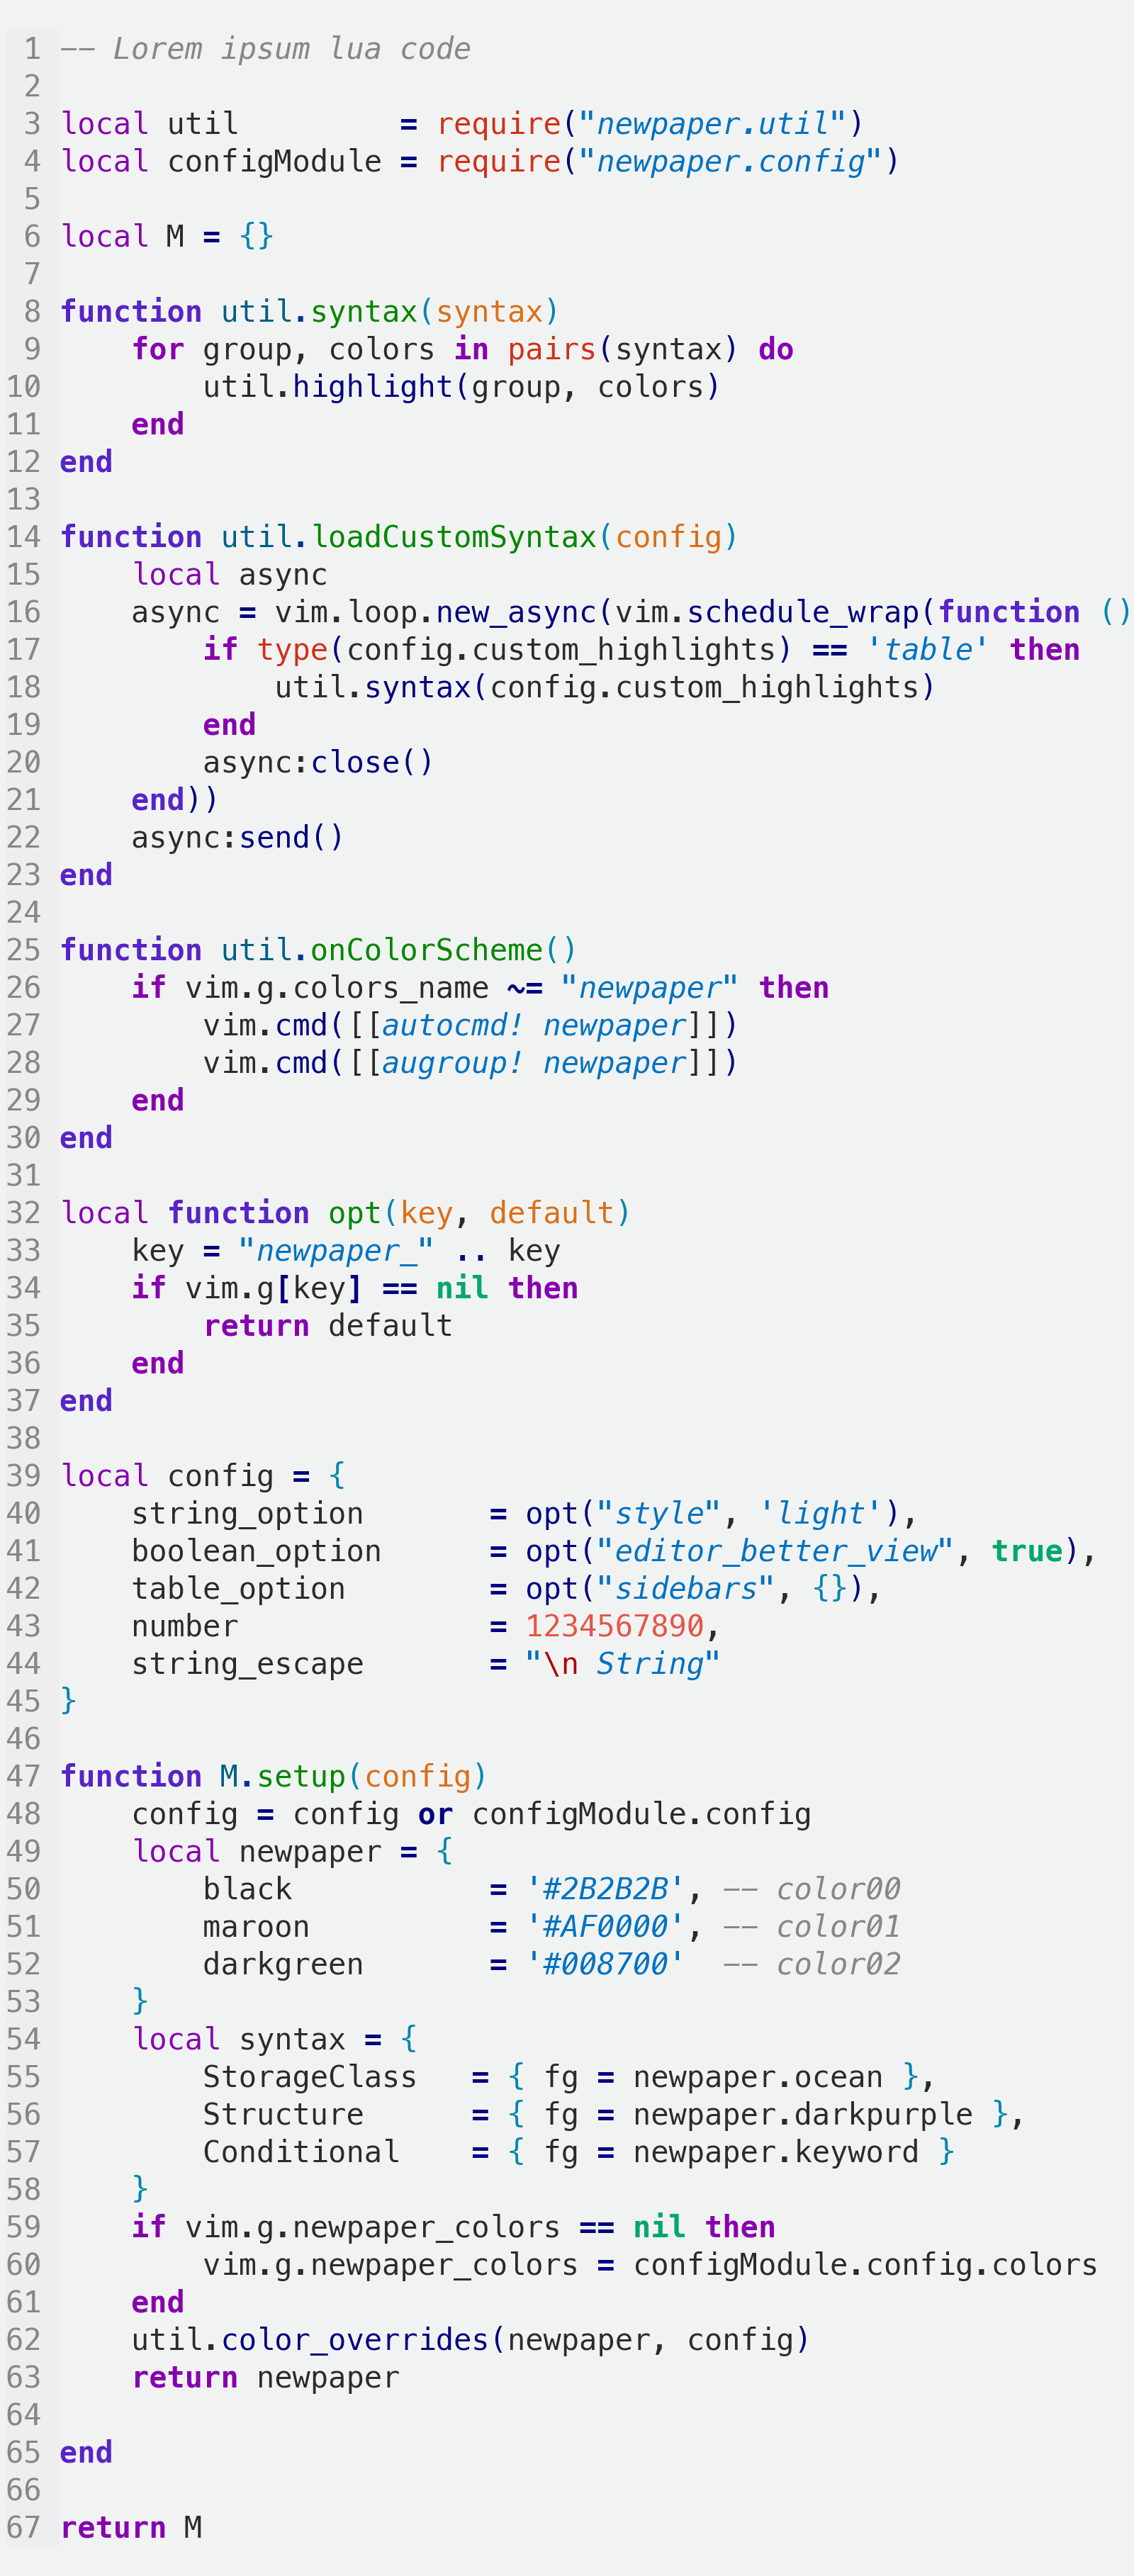 1 -- Lorem ipsum lua code
2
3 local util         = require("newpaper.util")
4 local configModule = require("newpaper.config")
5
6 local M = {}
7
8 function util.syntax(syntax)
9     for group, colors in pairs(syntax) do
10         util.highlight(group, colors)
11     end
12 end
13
14 function util.loadCustomSyntax(config)
15     local async
16     async = vim.loop.new_async(vim.schedule_wrap(function ()
17         if type(config.custom_highlights) == 'table' then
18             util.syntax(config.custom_highlights)
19         end
20         async:close()
21     end))
22     async:send()
23 end
24
25 function util.onColorScheme()
26     if vim.g.colors_name ~= "newpaper" then
27         vim.cmd([[autocmd! newpaper]])
28         vim.cmd([[augroup! newpaper]])
29     end
30 end
31
32 local function opt(key, default)
33     key = "newpaper_" .. key
34     if vim.g[key] == nil then
35         return default
36     end
37 end
38
39 local config = {
40     string_option       = opt("style", 'light'),
41     boolean_option      = opt("editor_better_view", true),
42     table_option        = opt("sidebars", {}),
43     number              = 1234567890,
44     string_escape       = "\n String"
45 }
46
47 function M.setup(config)
48     config = config or configModule.config
49     local newpaper = {
50         black           = '#2B2B2B', -- color00
51         maroon          = '#AF0000', -- color01
52         darkgreen       = '#008700'  -- color02
53     }
54     local syntax = {
55         StorageClass   = { fg = newpaper.ocean },
56         Structure      = { fg = newpaper.darkpurple },
57         Conditional    = { fg = newpaper.keyword }
58     }
59     if vim.g.newpaper_colors == nil then
60         vim.g.newpaper_colors = configModule.config.colors
61     end
62     util.color_overrides(newpaper, config)
63     return newpaper
64
65 end
66
67 return M